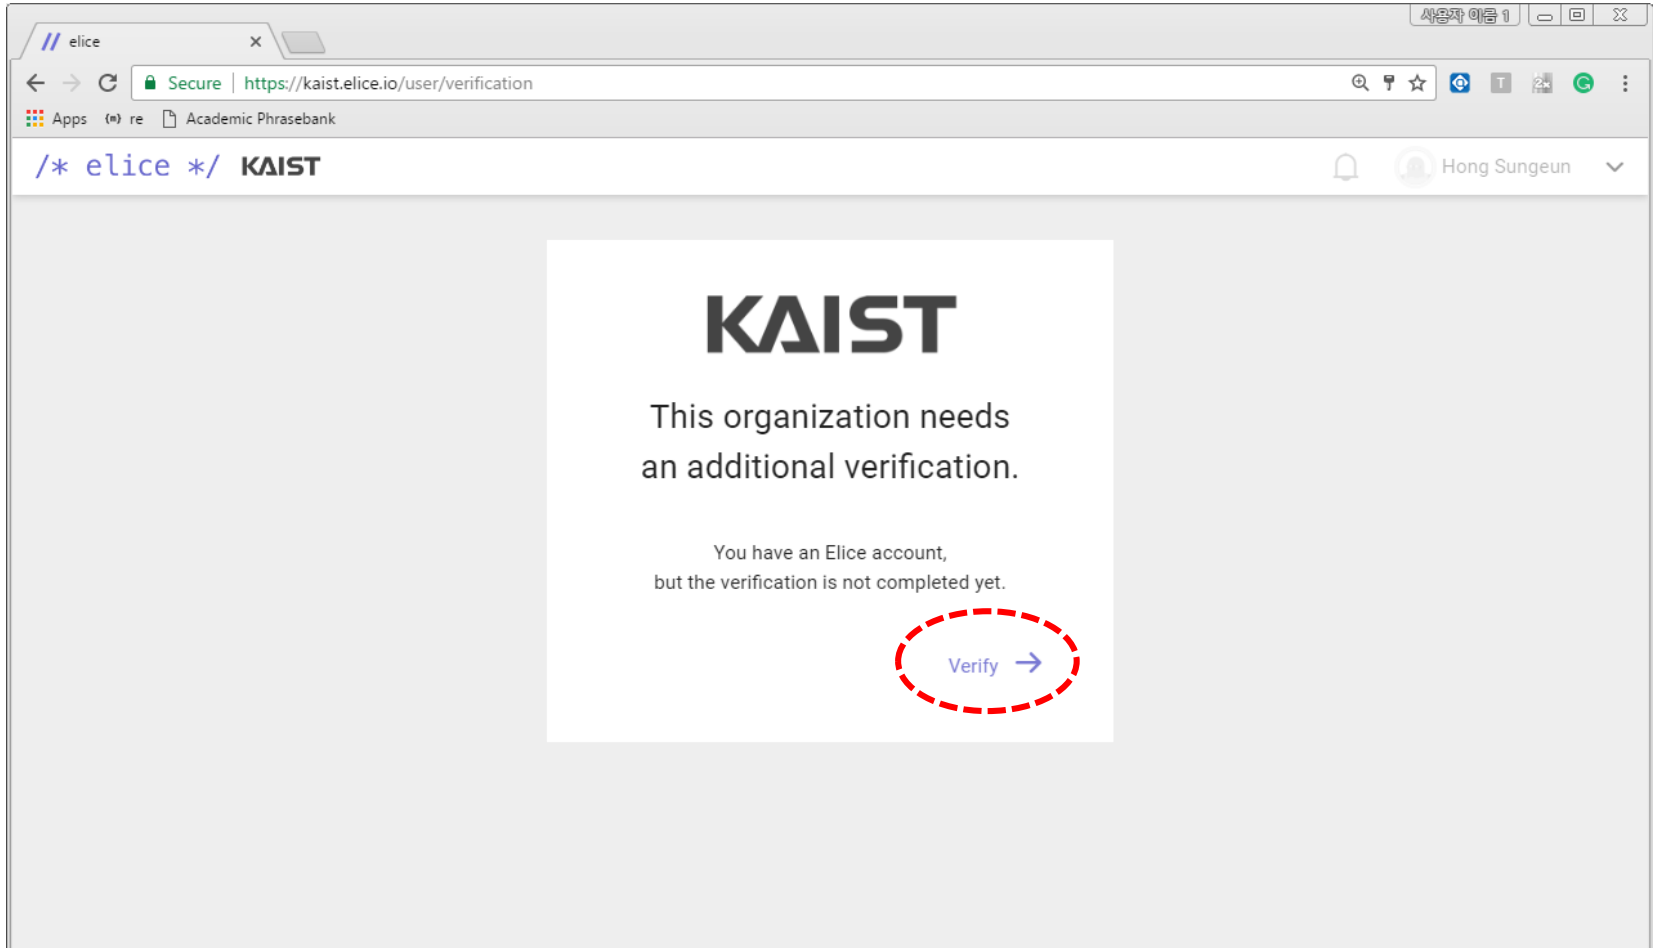 사용자 이름 1
// elice
Secure https://kaist.elice.io/user/verification
Apps re Academic Phrasebank
/* elice */ KAIST
Hong Sungeun
KAIST
This organization needs
an additional verification.
You have an Elice account,
but the verification is not completed yet.
Verify →